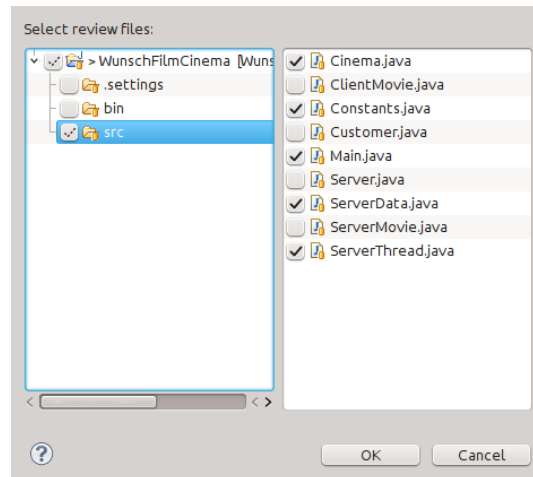 Select review files:
> WunschFilmCinema [Wuns
.settings
bin
src
Cinema.java
ClientMovie.java
Constants.java
Customer.java
Main.java
Server.java
ServerData.java
ServerMovie.java
ServerThread.java
OK
Cancel